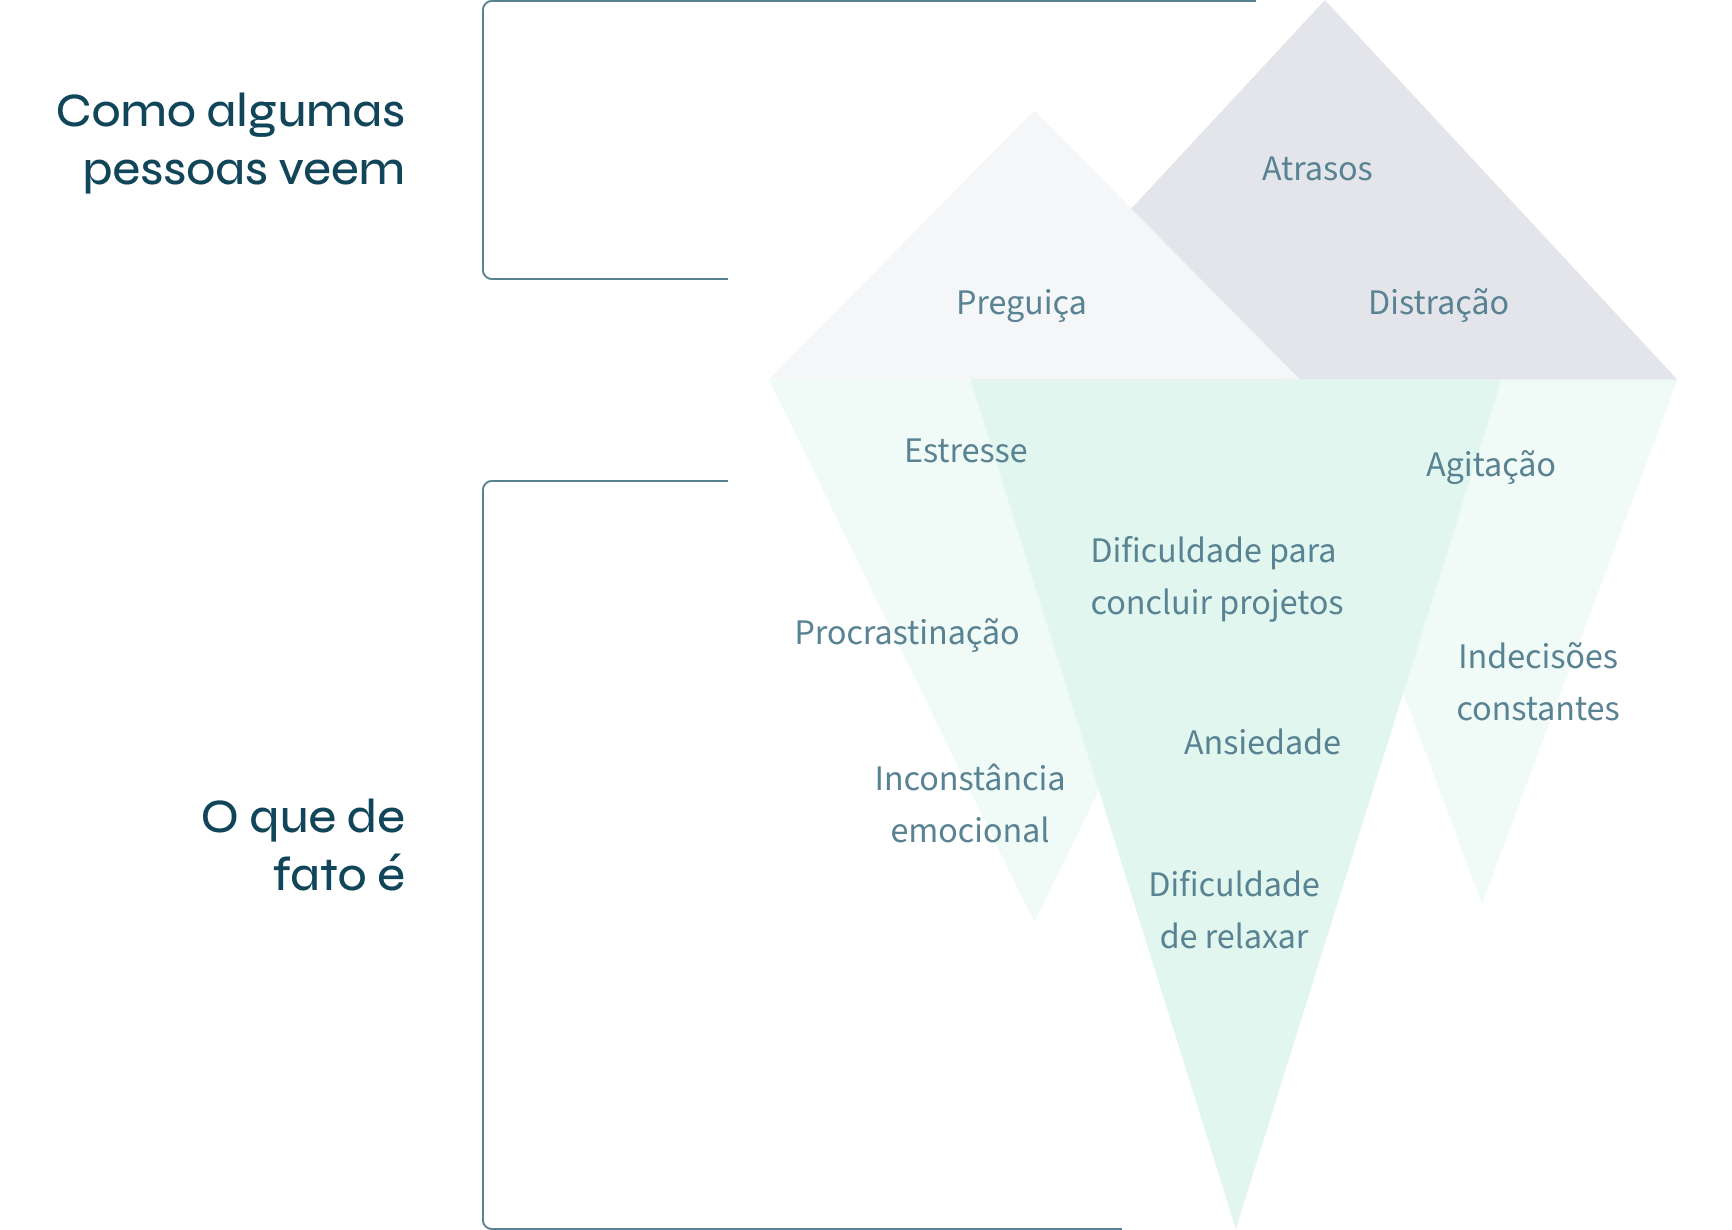 Como algumas
pessoas veem
Atrasos
Preguiça
Distração
O que de
fato é
Estresse
Agitação
Dificuldade para
concluir projetos
Procrastinação
Indecisões
constantes
Ansiedade
Inconstância
emocional
Dificuldade
de relaxar